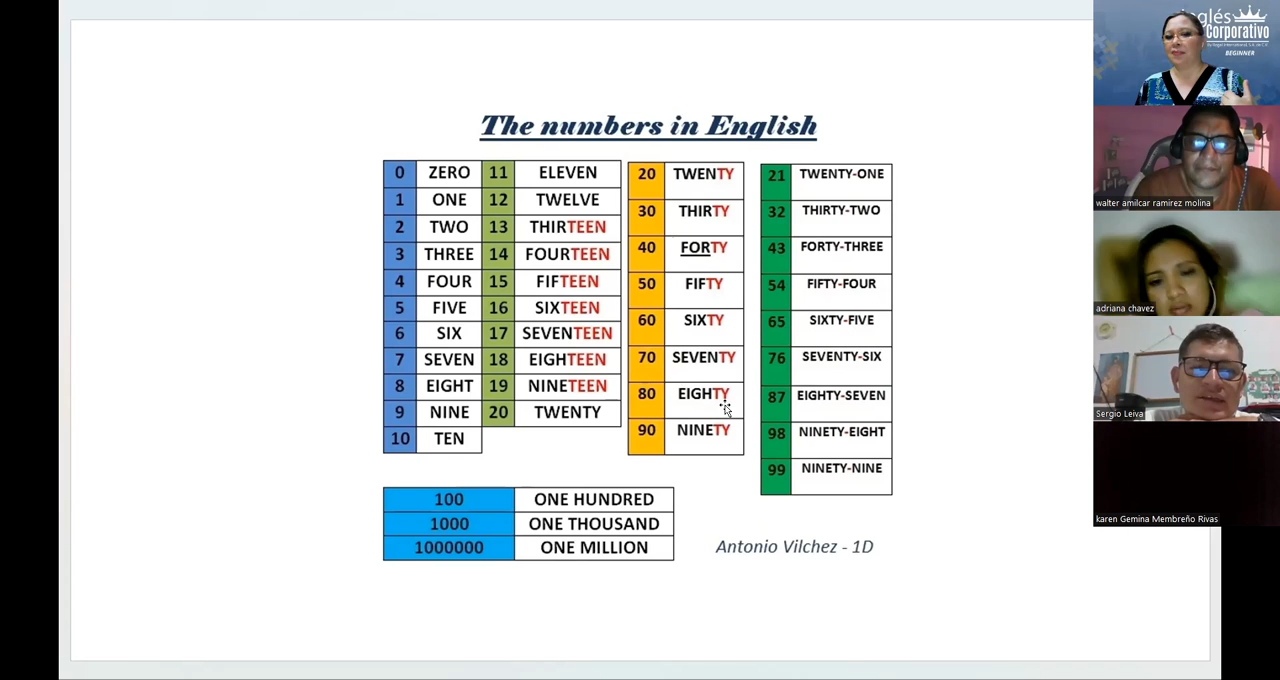 The numbers in English
0 ZERO 11 ELEVEN
1 ONE 12 TWELVE
2 TWO 13 THIRTEEN
3 THREE 14 FOURTEEN
4 FOUR 15 FIFTEEN
5 FIVE 16 SIXTEEN
6 SIX 17 SEVENTEEN
7 SEVEN 18 EIGHTEEN
8 EIGHT 19 NINETEEN
9 NINE 20 TWENTY
10 TEN
20 TWENTY
30 THIRTY
40 FORTY
50 FIFTY
60 SIXTY
70 SEVENTY
80 EIGHTY
90 NINETY
21 TWENTY-ONE
32 THIRTY-TWO
43 FORTY-THREE
54 FIFTY-FOUR
65 SIXTY-FIVE
76 SEVENTY-SIX
87 EIGHTY-SEVEN
98 NINETY-EIGHT
99 NINETY-NINE
100 ONE HUNDRED
1000 ONE THOUSAND
1000000 ONE MILLION
Antonio Vilchez - 1D
Inglés
Corporativo
BEGINNER
walter amilcar ramirez molina
adriana chavez
Sergio Leiva
karen Gemina Membreño Rivas